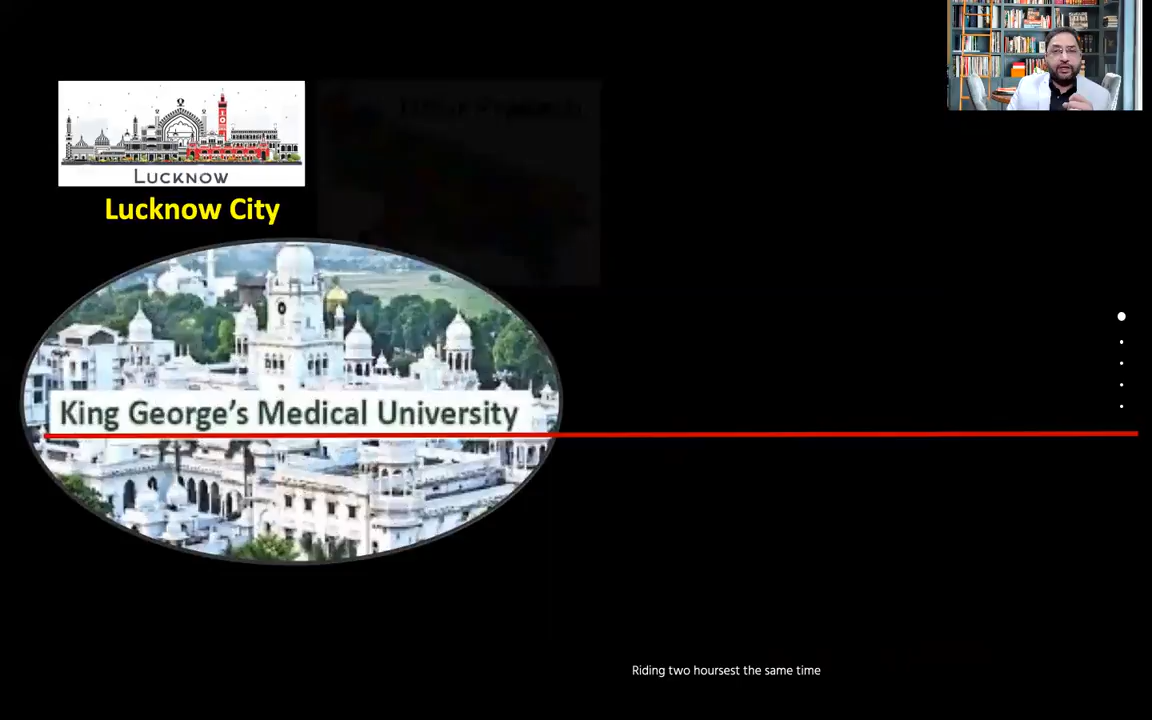 LUCKNOW
Lucknow City
King George's Medical University
Riding two hoursest the same time